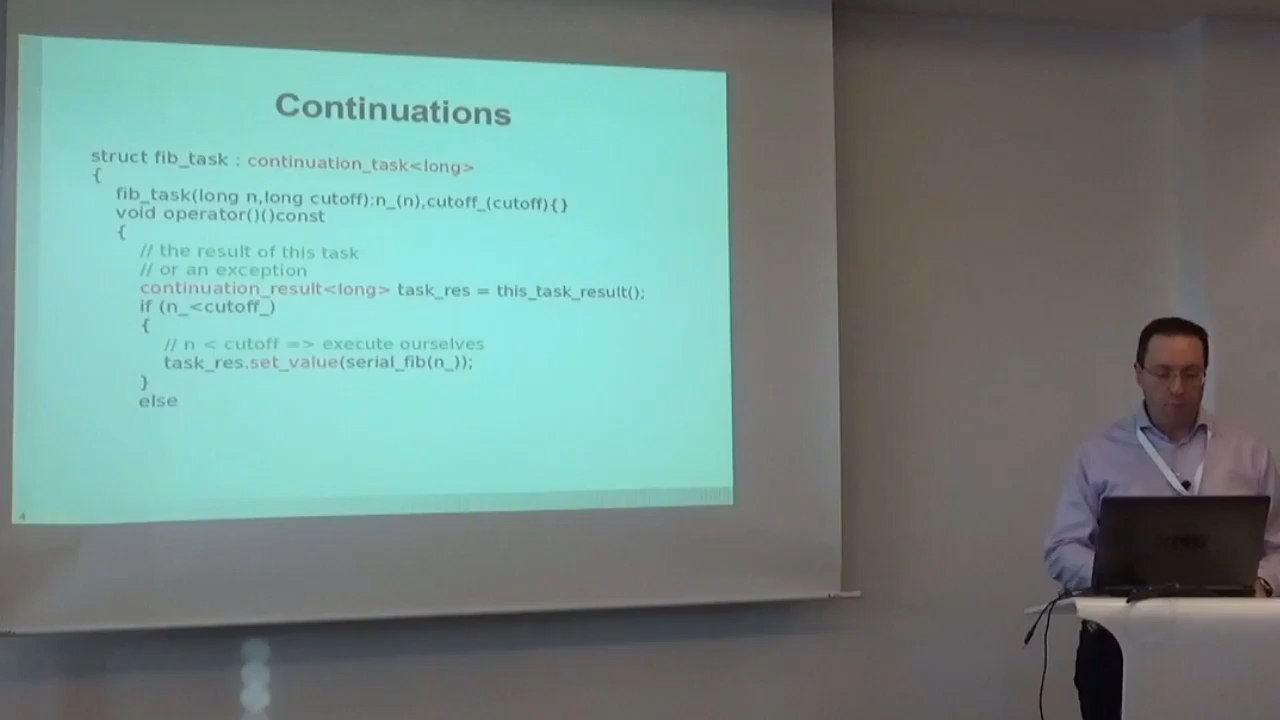 Continuations
struct fib_task : continuation_task<long>
{
fib_task(long n,long cutoff):n_(n),cutoff_(cutoff){}
void operator()()const
{
// the result of this task
// or an exception
continuation_result<long> task_res = this_task_result();
if (n_<cutoff_)
{
// n < cutoff => execute ourselves
task_res.set_value(serial_fib(n_));
}
else
4